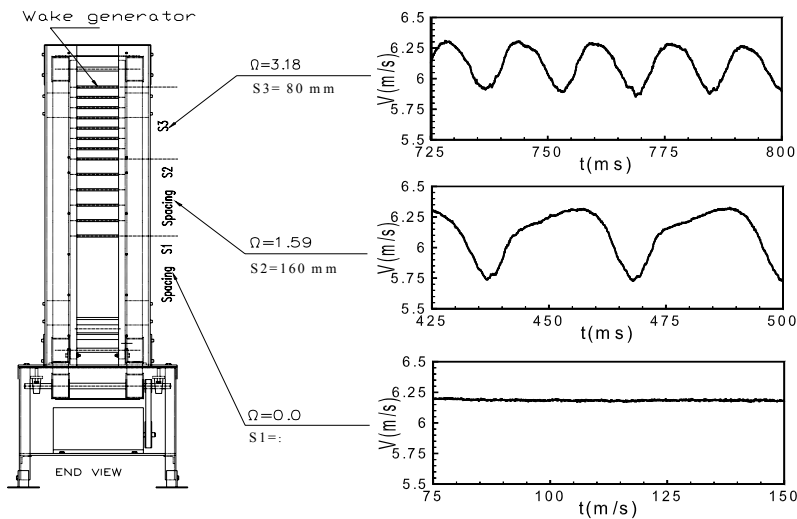 Wake generator
S3
S2
Spacing
S1
Spacing
END VIEW
Ω=3.18
S3= 80 mm
Ω=1.59
S2=160 mm
Ω=0.0
S1=:
6.5
6.25
6
5.75
5.5
V(m/s)
725 750 775 800
t(ms)
6.5
6.25
6
5.75
5.5
V(m/s)
425 450 475 500
t(ms)
6.5
6.25
6
5.75
5.5
V(m/s)
75 100 125 150
t(m/s)